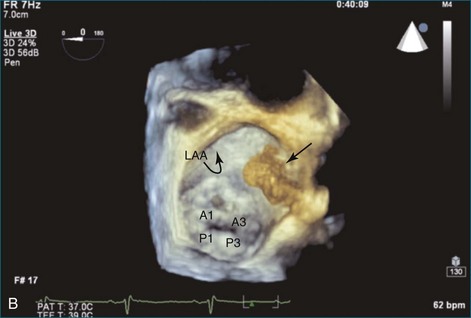 FR 7Hz
7.0cm
0:40:09
M4
Live 3D
3D 24%
3D 56dB
Pen
0 0 180
LAA
A1 A3
P1 P3
F# 17
130
B
PAT T: 37.0C
TEE T: 39.0C
62 bpm